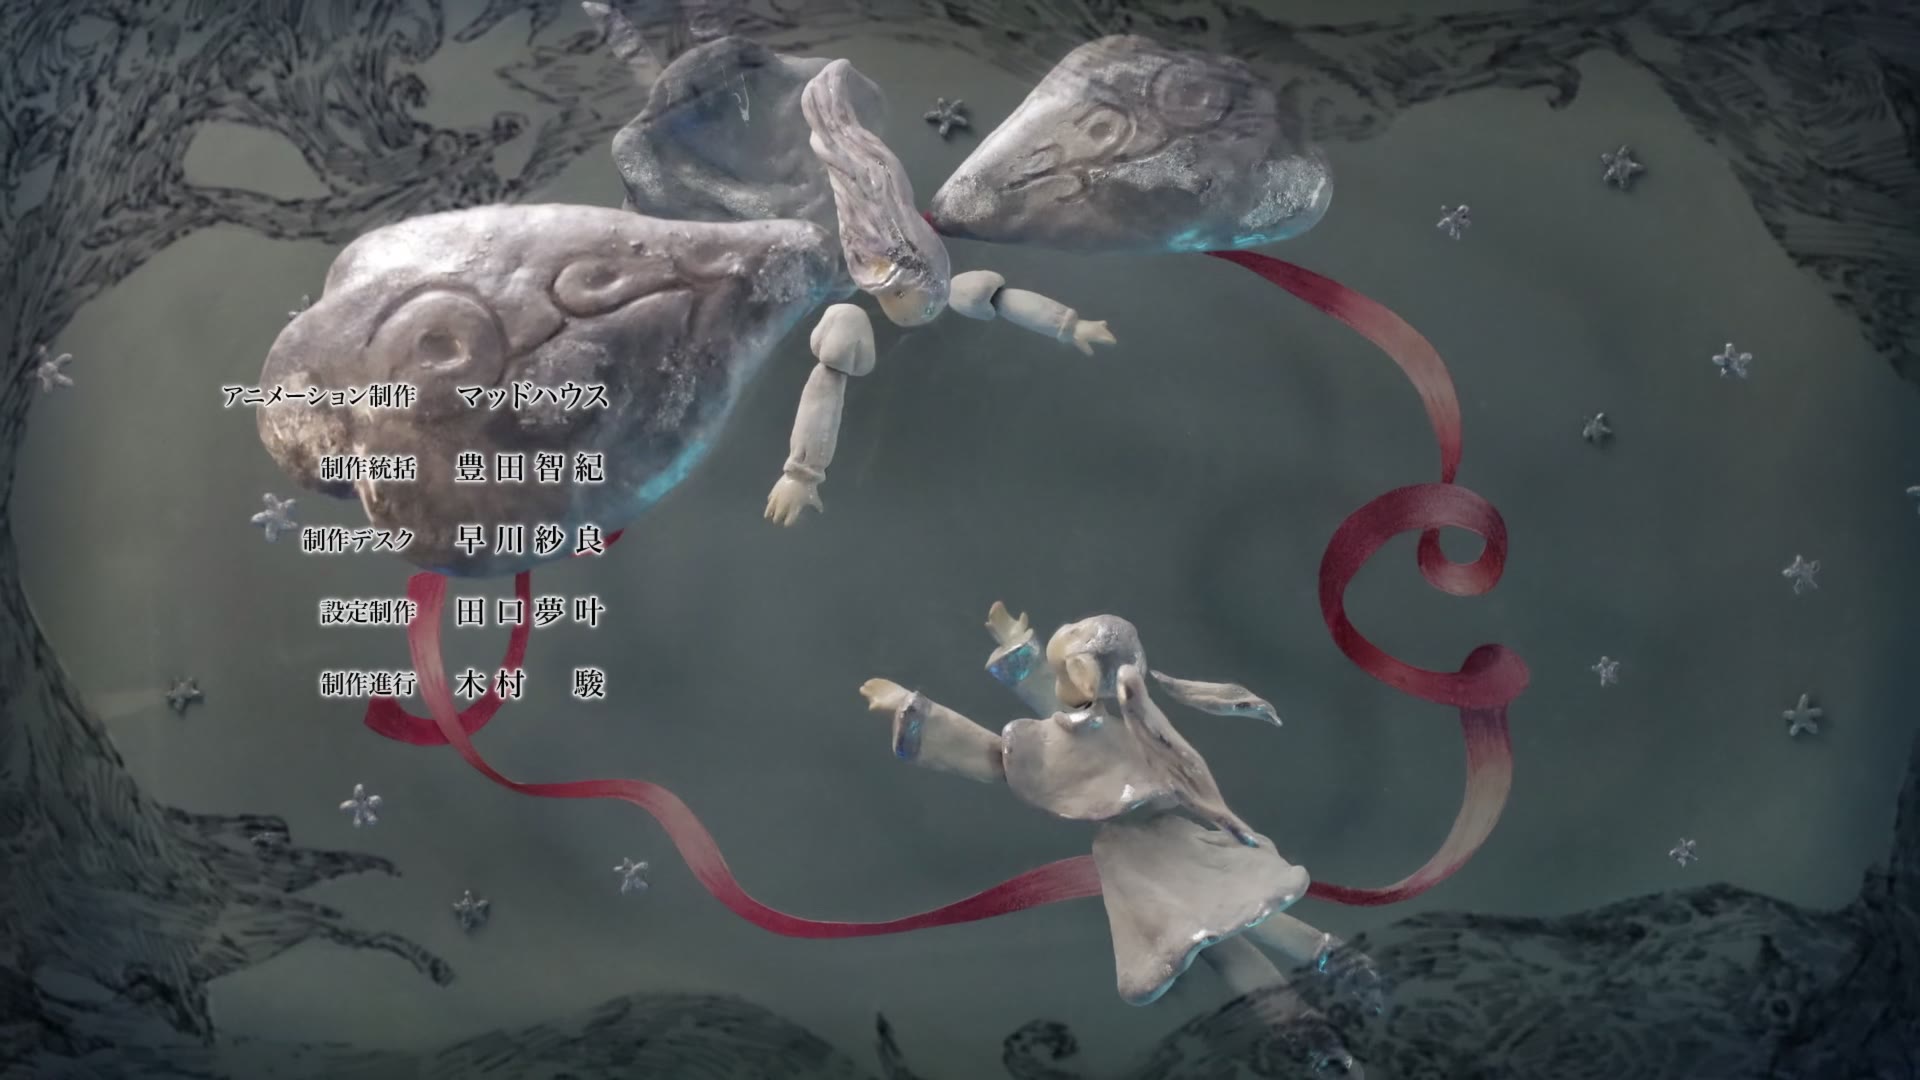 アニメーション制作 マッドハウス
制作統括 豊田智紀
制作デスク 早川紗良
設定制作 田口夢叶
制作進行 木村 駿